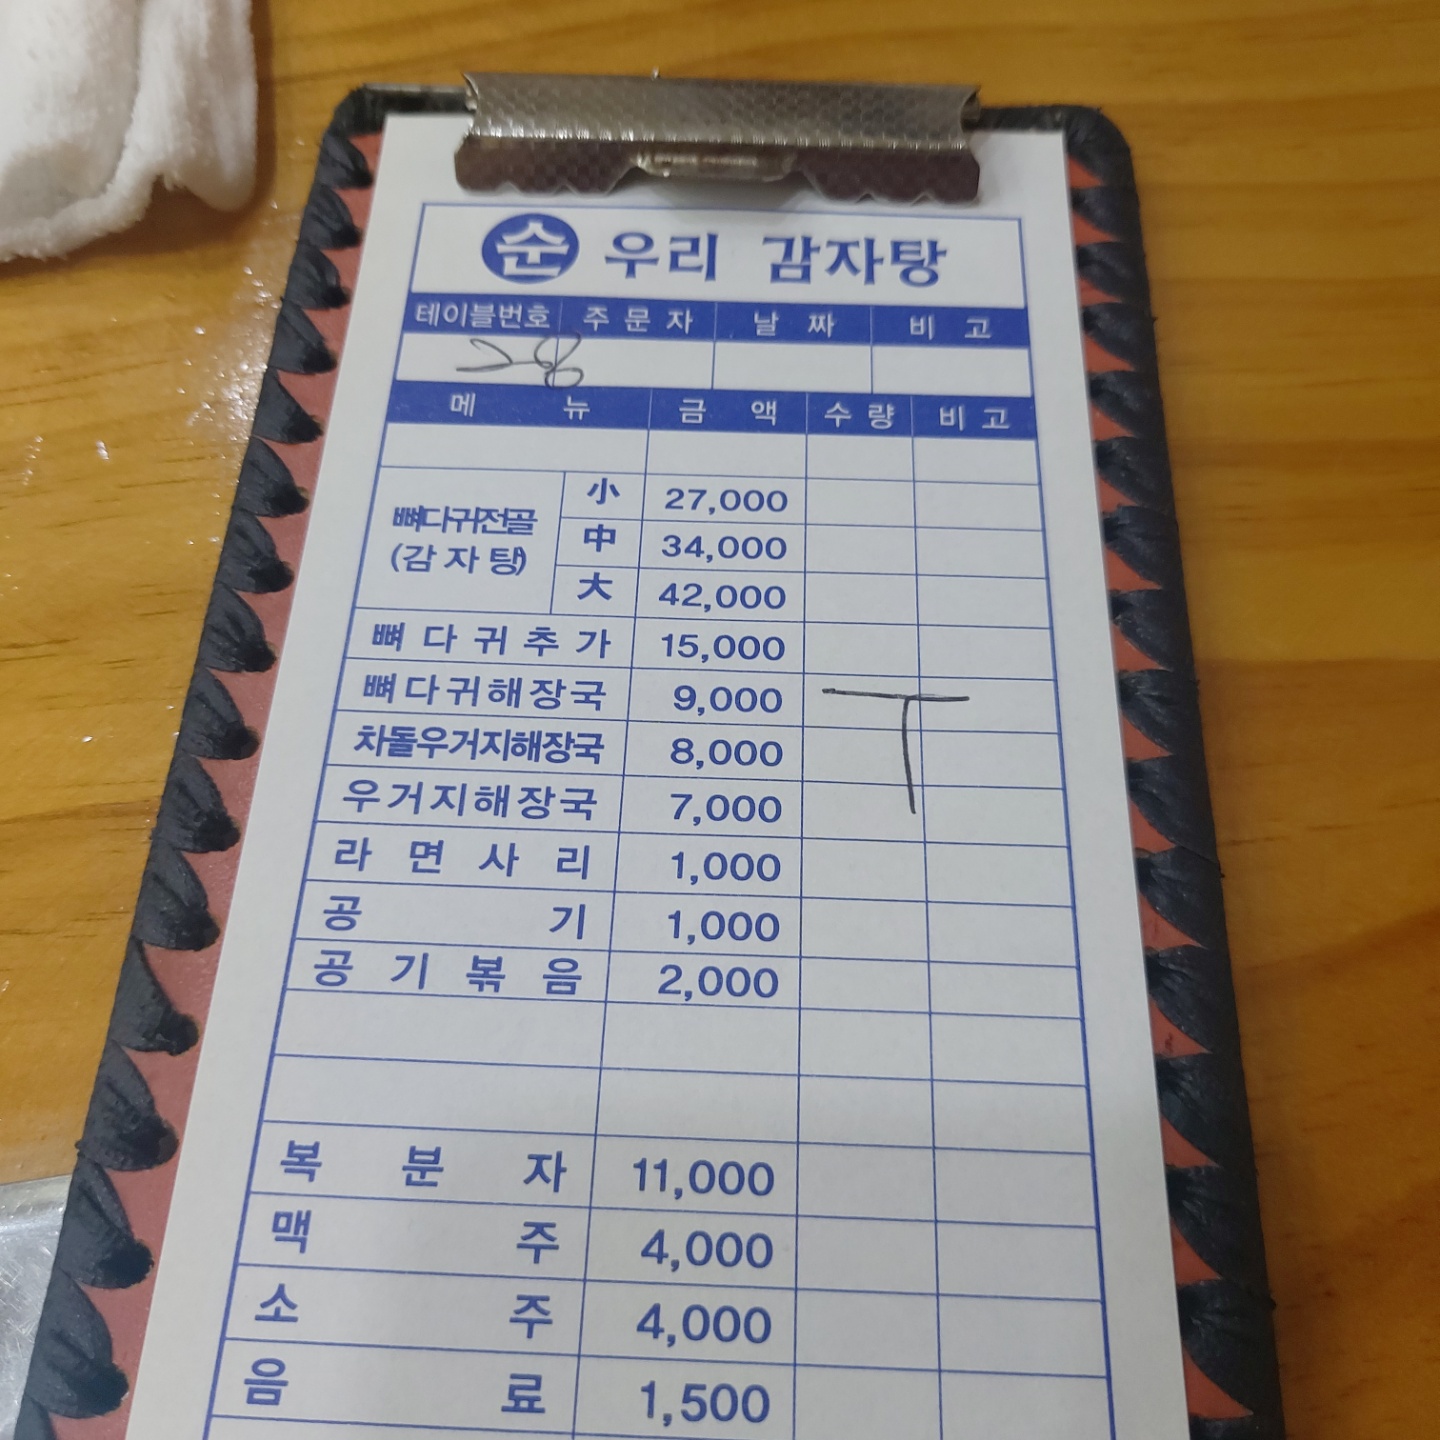 순 우리 감자탕
테이블번호 주문자 날짜 비고
메뉴 금액 수량 비고
뼈다귀전골 (감자탕)
小 27,000
中 34,000
大 42,000
뼈다귀추가 15,000
뼈다귀해장국 9,000
차돌우거지해장국 8,000
우거지해장국 7,000
라면사리 1,000
공기 1,000
공기볶음 2,000
복분자 11,000
맥주 4,000
소주 4,000
음료 1,500